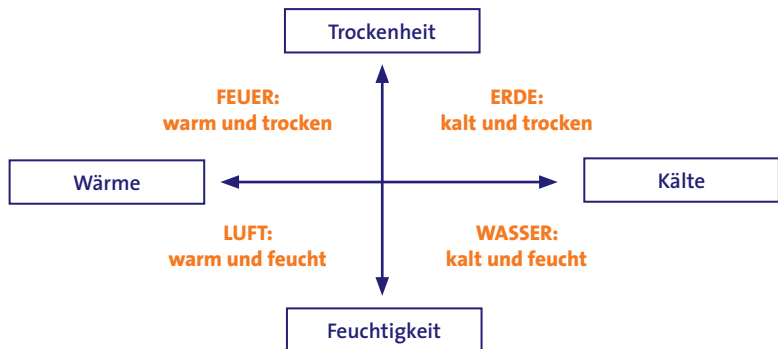 Trockenheit
FEUER:
warm und trocken
ERDE:
kalt und trocken
Wärme
Kälte
LUFT:
warm und feucht
WASSER:
kalt und feucht
Feuchtigkeit